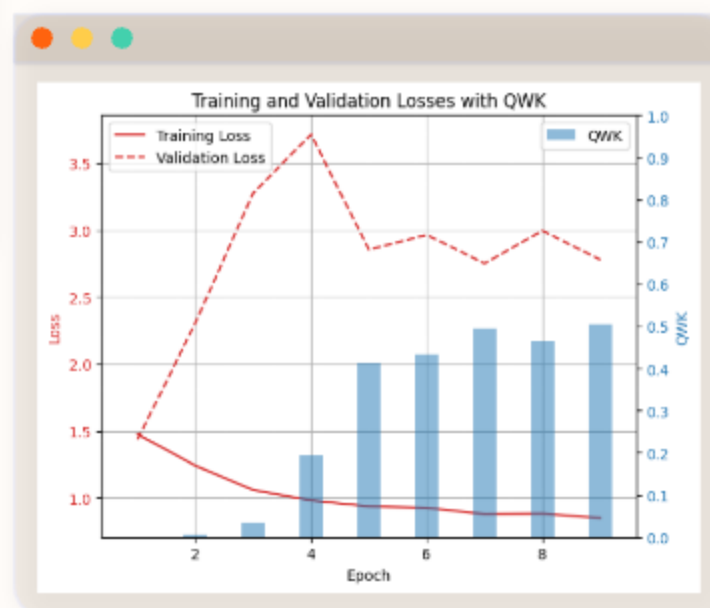 Training and Validation Losses with QWK
Training Loss
Validation Loss
QWK
3.5
3.0
2.5
2.0
1.5
1.0
Loss
1.0
0.9
0.8
0.7
0.6
0.5
0.4
0.3
0.2
0.1
0.0
QWK
2 4 6 8
Epoch